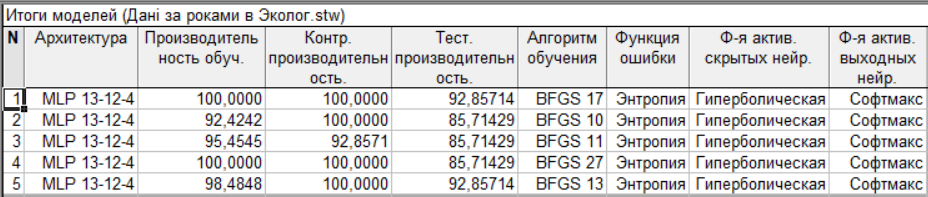 Итоги моделей (Дані за роками в Эколог.stw)
N Архитектура Производитель Контр. Тест. Алгоритм Функция Ф-я актив. Ф-я актив.
ность обуч. производительн производительн обучения ошибки скрытых нейр. выходных
ость. ость. нейр.
1 MLP 13-12-4 100,0000 100,0000 92,85714 BFGS 17 Энтропия Гиперболическая Софтмакс
2 MLP 13-12-4 92,4242 100,0000 85,71429 BFGS 10 Энтропия Гиперболическая Софтмакс
3 MLP 13-12-4 95,4545 92,8571 85,71429 BFGS 11 Энтропия Гиперболическая Софтмакс
4 MLP 13-12-4 100,0000 100,0000 85,71429 BFGS 27 Энтропия Гиперболическая Софтмакс
5 MLP 13-12-4 98,4848 100,0000 92,85714 BFGS 13 Энтропия Гиперболическая Софтмакс